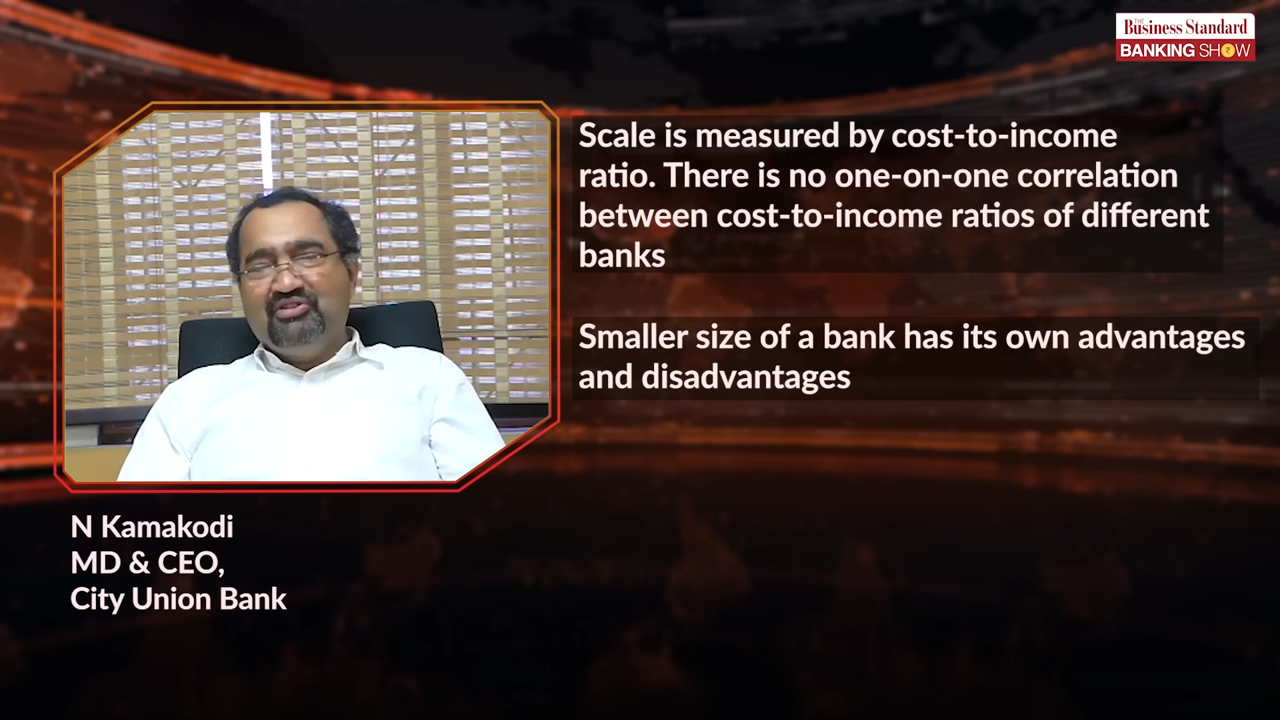 THE
Business Standard
BANKING SHOW
Scale is measured by cost-to-income
ratio. There is no one-on-one correlation
between cost-to-income ratios of different
banks
Smaller size of a bank has its own advantages
and disadvantages
N Kamakodi
MD & CEO,
City Union Bank